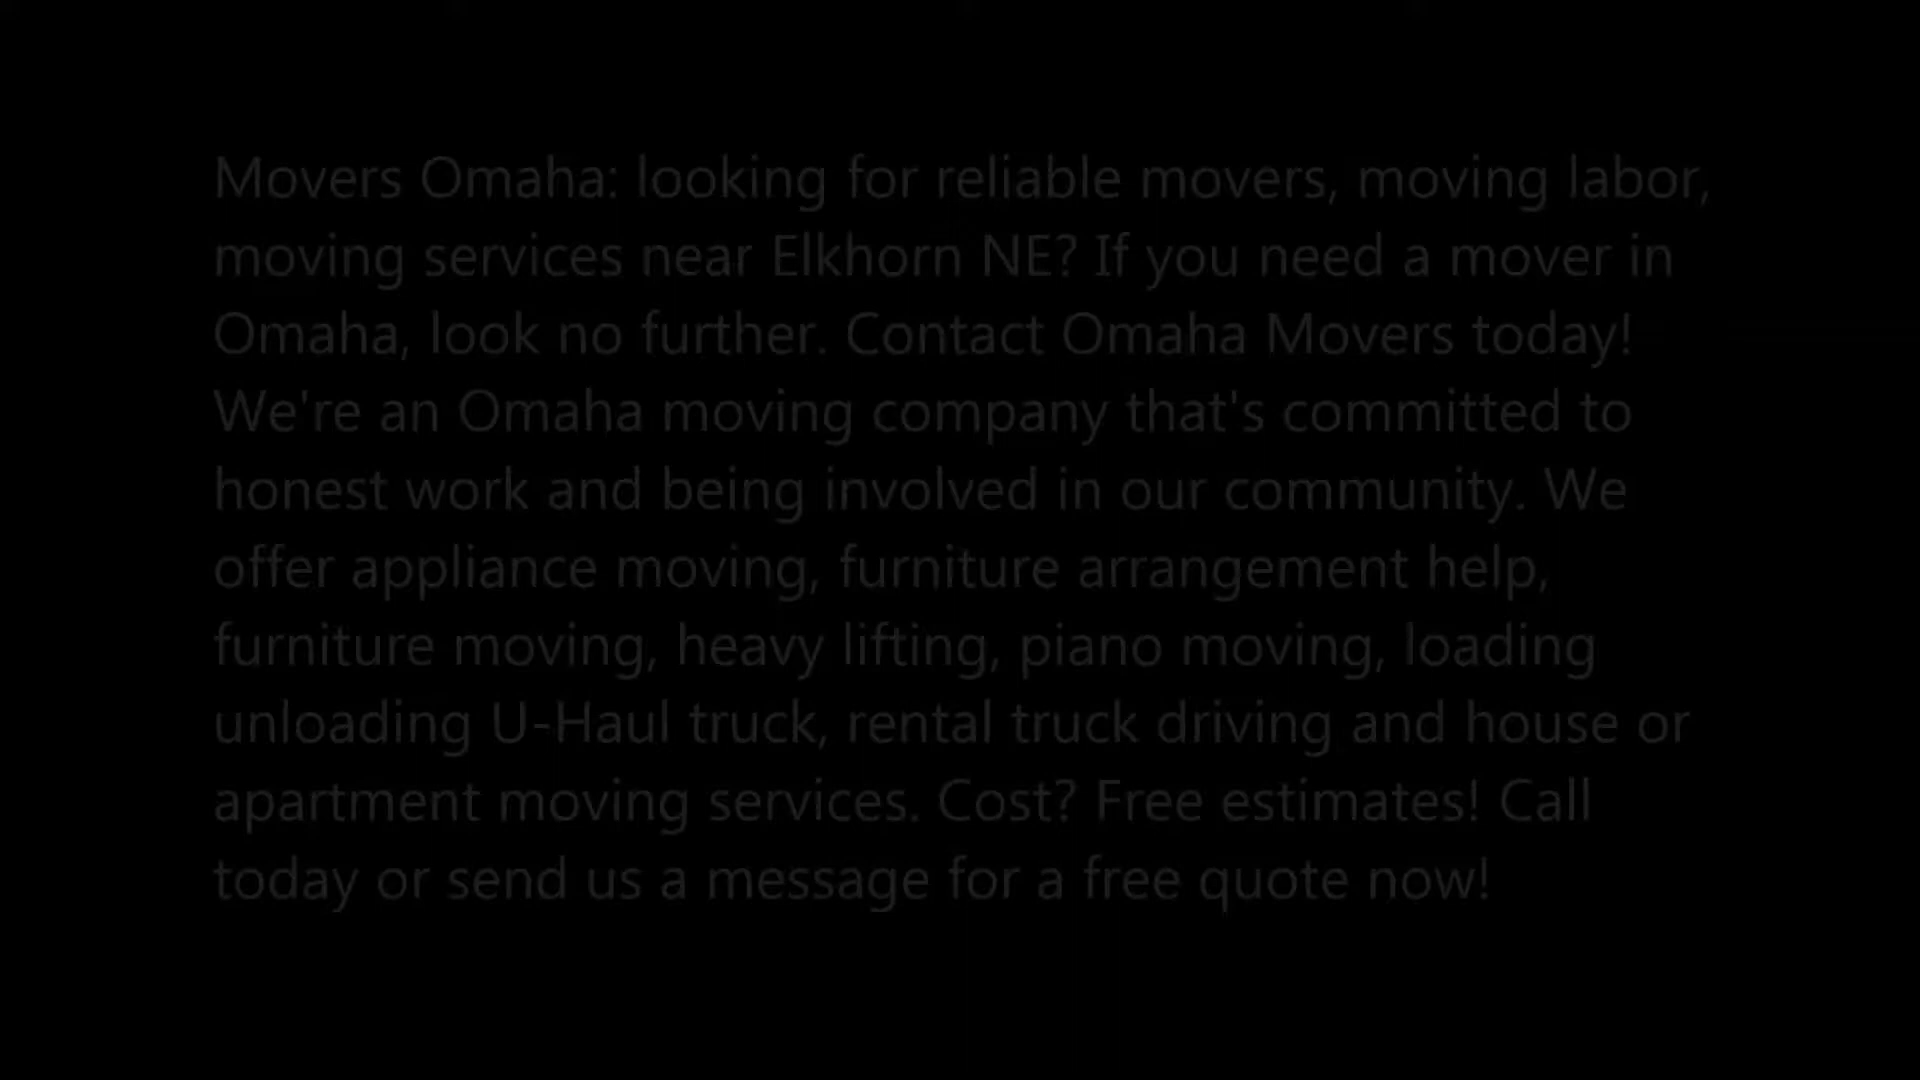 Movers Omaha: looking for reliable movers, moving labor,
moving services near Elkhorn NE? If you need a mover in
Omaha, look no further. Contact Omaha Movers today!
We're an Omaha moving company that's committed to
honest work and being involved in our community. We
offer appliance moving, furniture arrangement help,
furniture moving, heavy lifting, piano moving, loading
unloading U-Haul truck, rental truck driving and house or
apartment moving services. Cost? Free estimates! Call
today or send us a message for a free quote now!